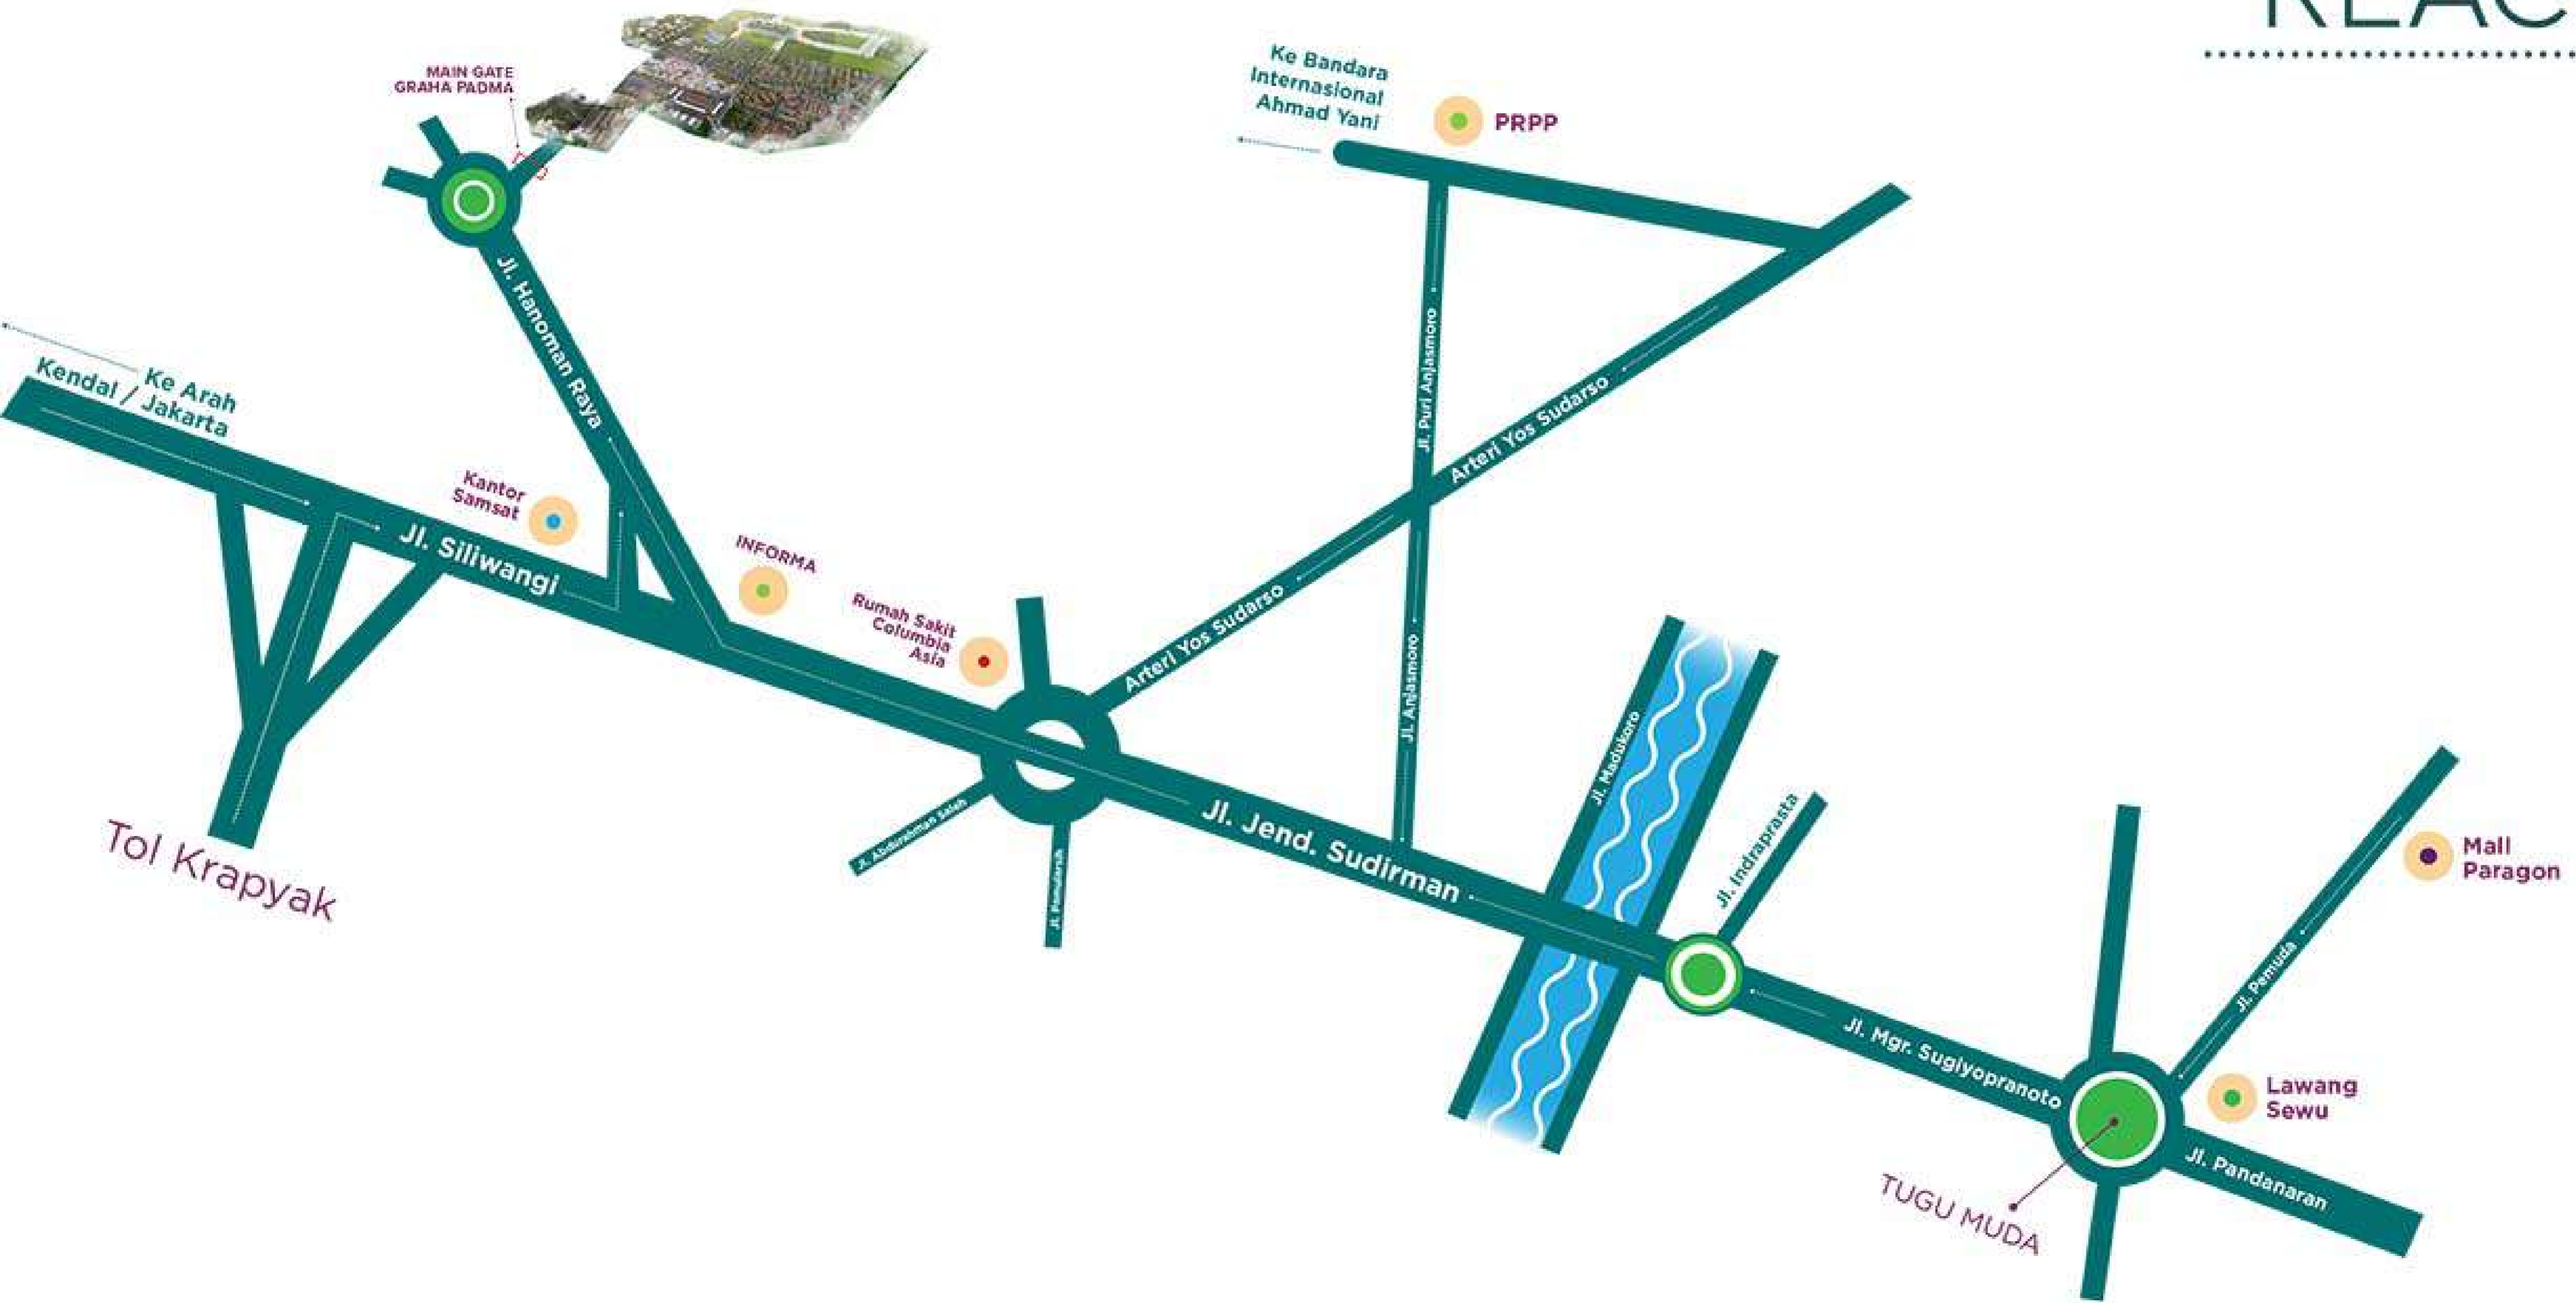 MAIN GATE
GRAHA PADMA
Ke Bandara
Internasional
Ahmad Yani
PRPP
Jl. Hanoman Raya
Ke Arah
Kendal / Jakarta
Kantor
Samsat
Jl. Siliwangi
INFORMA
Rumah Sakit
Columbia
Asia
Jl. Puri Anjasmoro
Arteri Yos Sudarso
Arteri Yos Sudarso
Jl. Anjasmoro
Tol Krapyak
Jl. Abdurahman Saleh
Jl. Pamularsih
Jl. Jend. Sudirman
Jl. Madukoro
Jl. Indraprasta
Jl. Mgr. Sugiyopranoto
Jl. Pemuda
Mall
Paragon
Lawang
Sewu
TUGU MUDA
Jl. Pandanaran